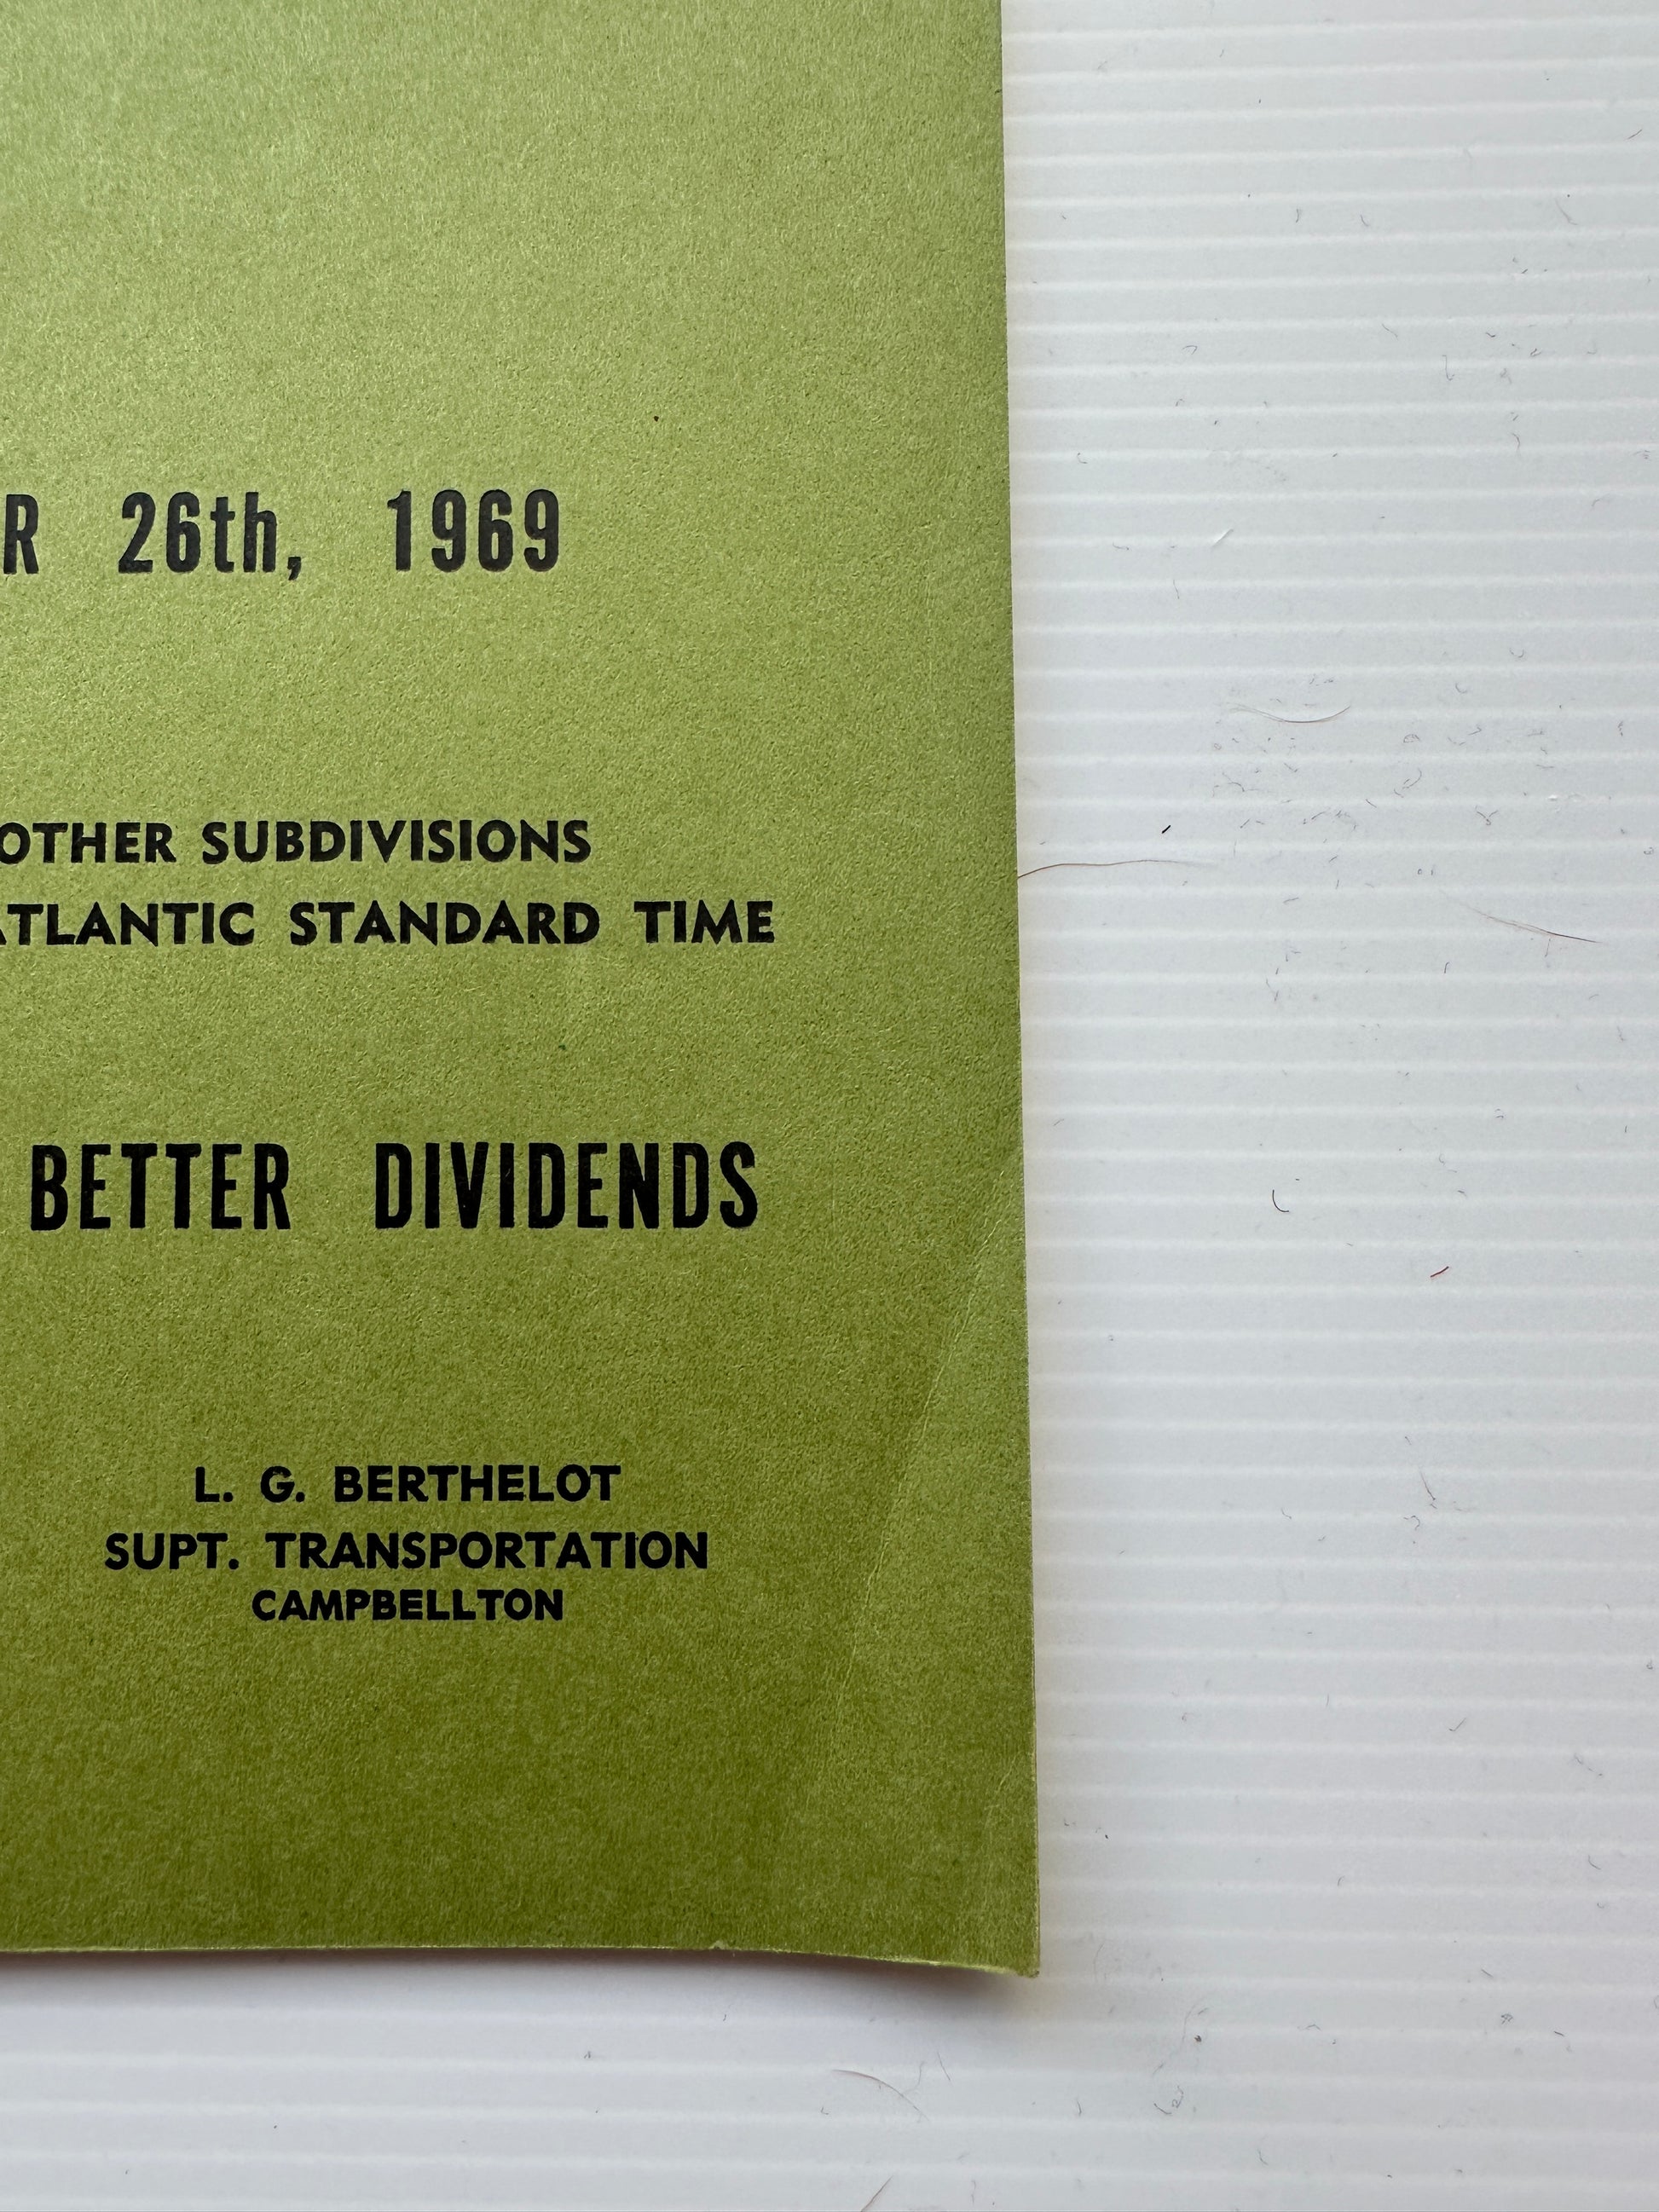 R 26th, 1969
OTHER SUBDIVISIONS
ATLANTIC STANDARD TIME
BETTER DIVIDENDS
L. G. BERTHELOT
SUPT. TRANSPORTATION
CAMPBELLTON